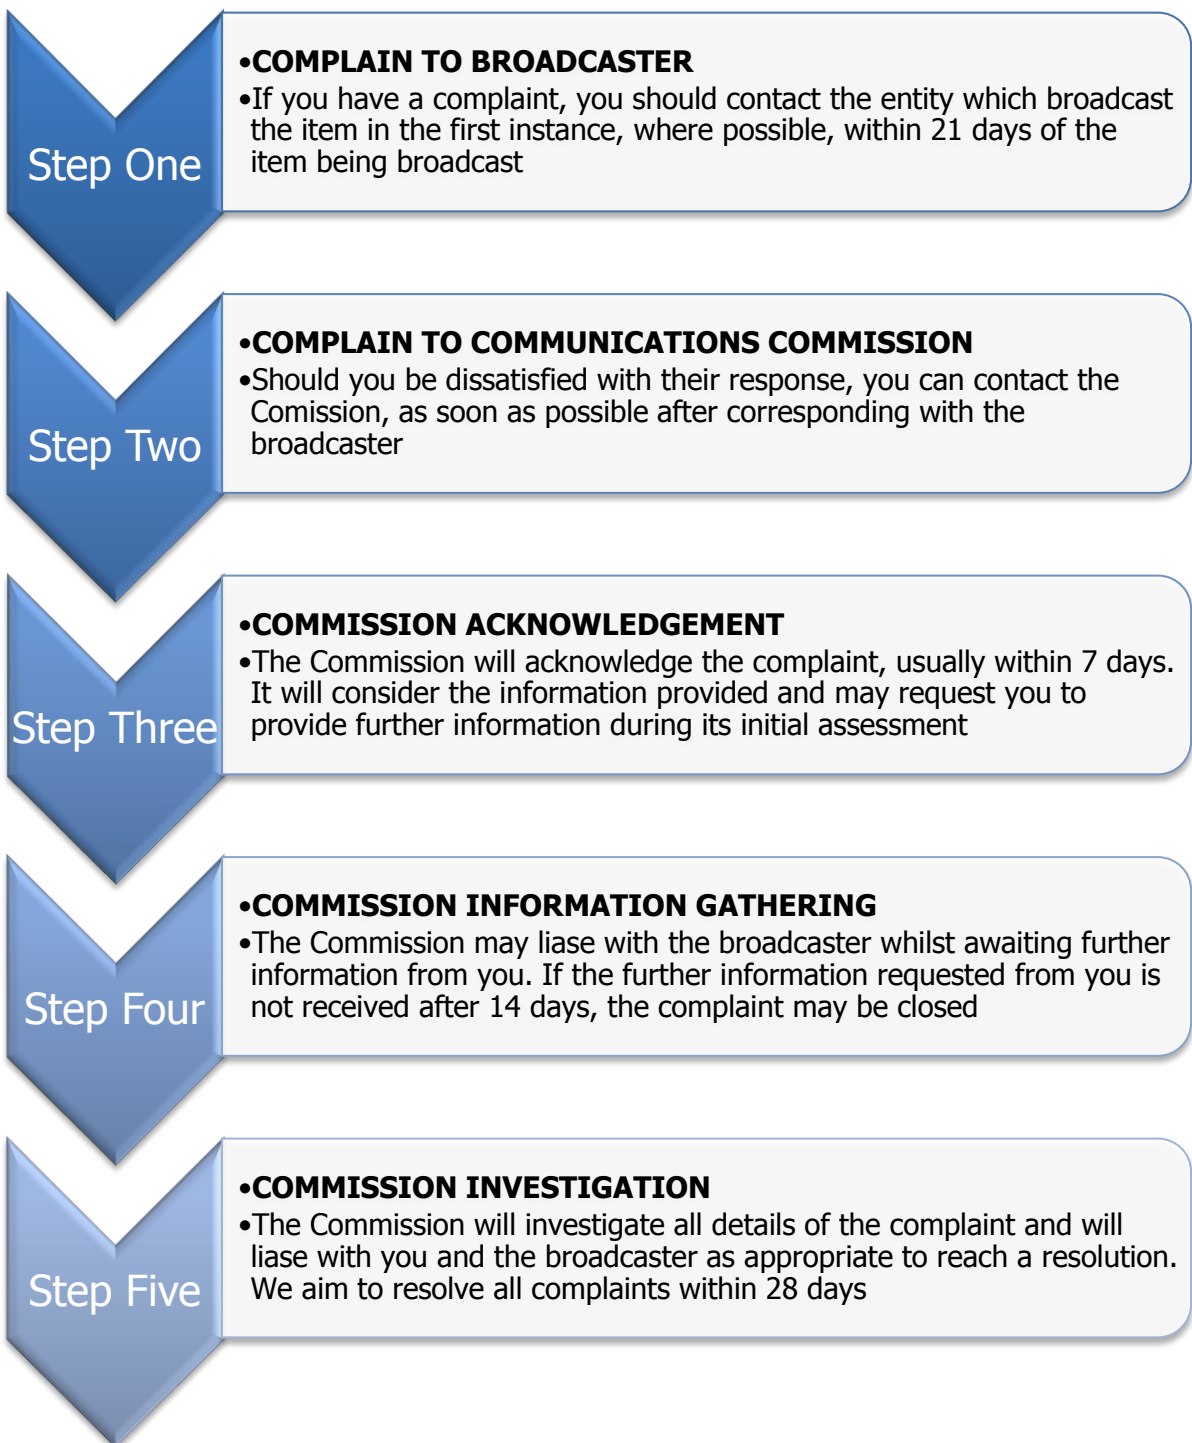 Step One
•COMPLAIN TO BROADCASTER
•If you have a complaint, you should contact the entity which broadcast
the item in the first instance, where possible, within 21 days of the
item being broadcast
Step Two
•COMPLAIN TO COMMUNICATIONS COMMISSION
•Should you be dissatisfied with their response, you can contact the
Comission, as soon as possible after corresponding with the
broadcaster
Step Three
•COMMISSION ACKNOWLEDGEMENT
•The Commission will acknowledge the complaint, usually within 7 days.
It will consider the information provided and may request you to
provide further information during its initial assessment
Step Four
•COMMISSION INFORMATION GATHERING
•The Commission may liase with the broadcaster whilst awaiting further
information from you. If the further information requested from you is
not received after 14 days, the complaint may be closed
Step Five
•COMMISSION INVESTIGATION
•The Commission will investigate all details of the complaint and will
liase with you and the broadcaster as appropriate to reach a resolution.
We aim to resolve all complaints within 28 days